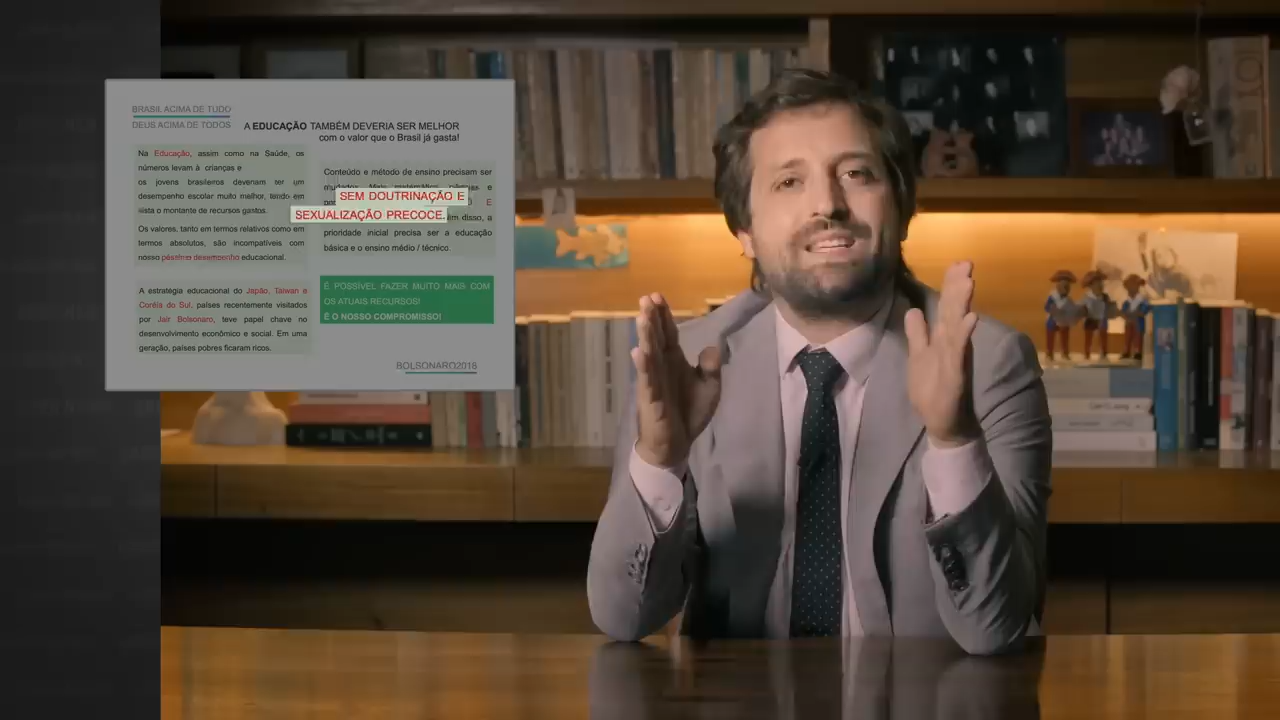 BRASIL ACIMA DE TUDO
DEUS ACIMA DE TODOS
A EDUCAÇÃO TAMBÉM DEVERIA SER MELHOR
com o valor que o Brasil já gasta!
Na Educação, assim como na Saúde, os
números levam à crianças e
os jovens brasileiros deveriam ter um
desempenho escolar muito melhor, tendo em
vista o montante de recursos gastos.
Os valores, tanto em termos relativos como em
termos absolutos, são incompatíveis com
nosso péssimo desempenho educacional.
A estratégia educacional do Japão, Taiwan e
Coréia do Sul, países recentemente visitados
por Jair Bolsonaro, teve papel chave no
desenvolvimento econômico e social. Em uma
geração, países pobres ficaram ricos.
Conteúdo e método de ensino precisam ser
mudados. Mais matemática, ciências e
SEM DOUTRINAÇÃO E
SEXUALIZAÇÃO PRECOCE.
disso, a
prioridade inicial precisa ser a educação
básica e o ensino médio / técnico.
É POSSÍVEL FAZER MUITO MAIS COM
OS ATUAIS RECURSOS!
É O NOSSO COMPROMISSO!
BOLSONARO2018